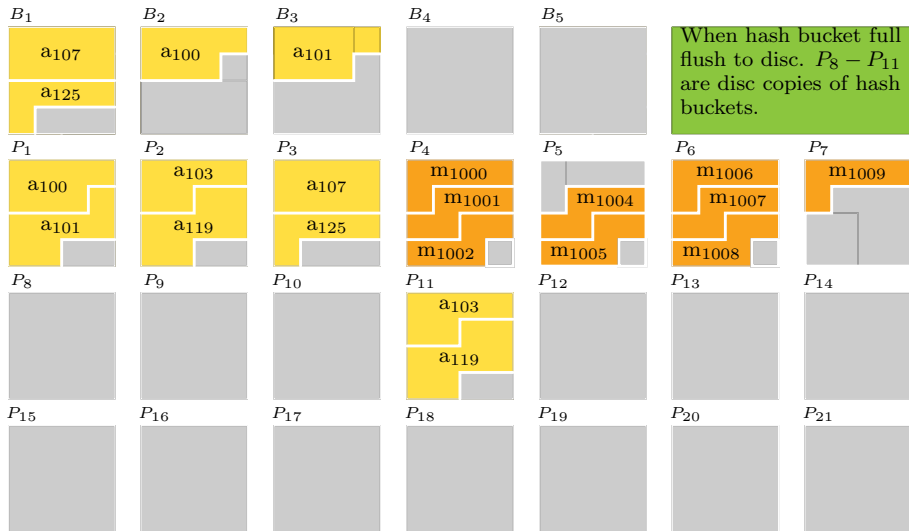 B1 B2 B3 B4 B5
a107 a100 a101
a125
When hash bucket full
flush to disc. P8 − P11
are disc copies of hash
buckets.
P1 P2 P3 P4 P5 P6 P7
a100 a103 a107 m1000 m1006 m1009
m1001 m1004 m1007
a101 a119 a125
m1002 m1005 m1008
P8 P9 P10 P11 P12 P13 P14
a103
a119
P15 P16 P17 P18 P19 P20 P21